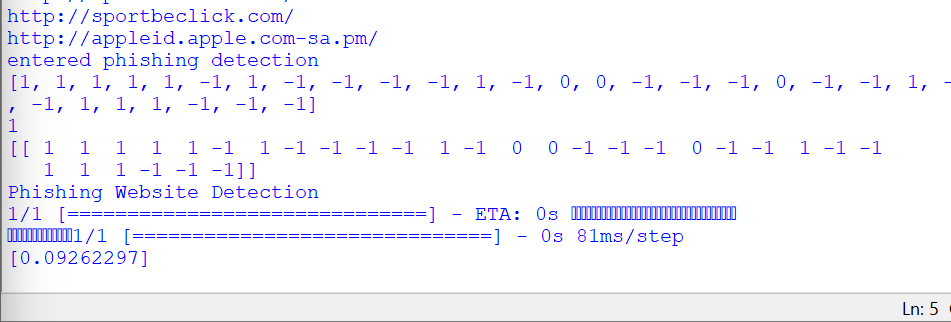 http://sportbeclick.com/
http://appleid.apple.com-sa.pm/
entered phishing detection
[1, 1, 1, 1, 1, -1, 1, -1, -1, -1, -1, 1, -1, 0, 0, -1, -1, -1, 0, -1, -1, 1, -
, -1, 1, 1, 1, -1, -1, -1]
1
[[ 1 1 1 1 1 -1 1 -1 -1 -1 -1 1 -1 0 0 -1 -1 -1 0 -1 -1 1 -1 -1
1 1 1 -1 -1 -1]]
Phishing Website Detection
1/1 [==============================] - ETA: 0s
1/1 [==============================] - 0s 81ms/step
[0.09262297]
Ln: 5